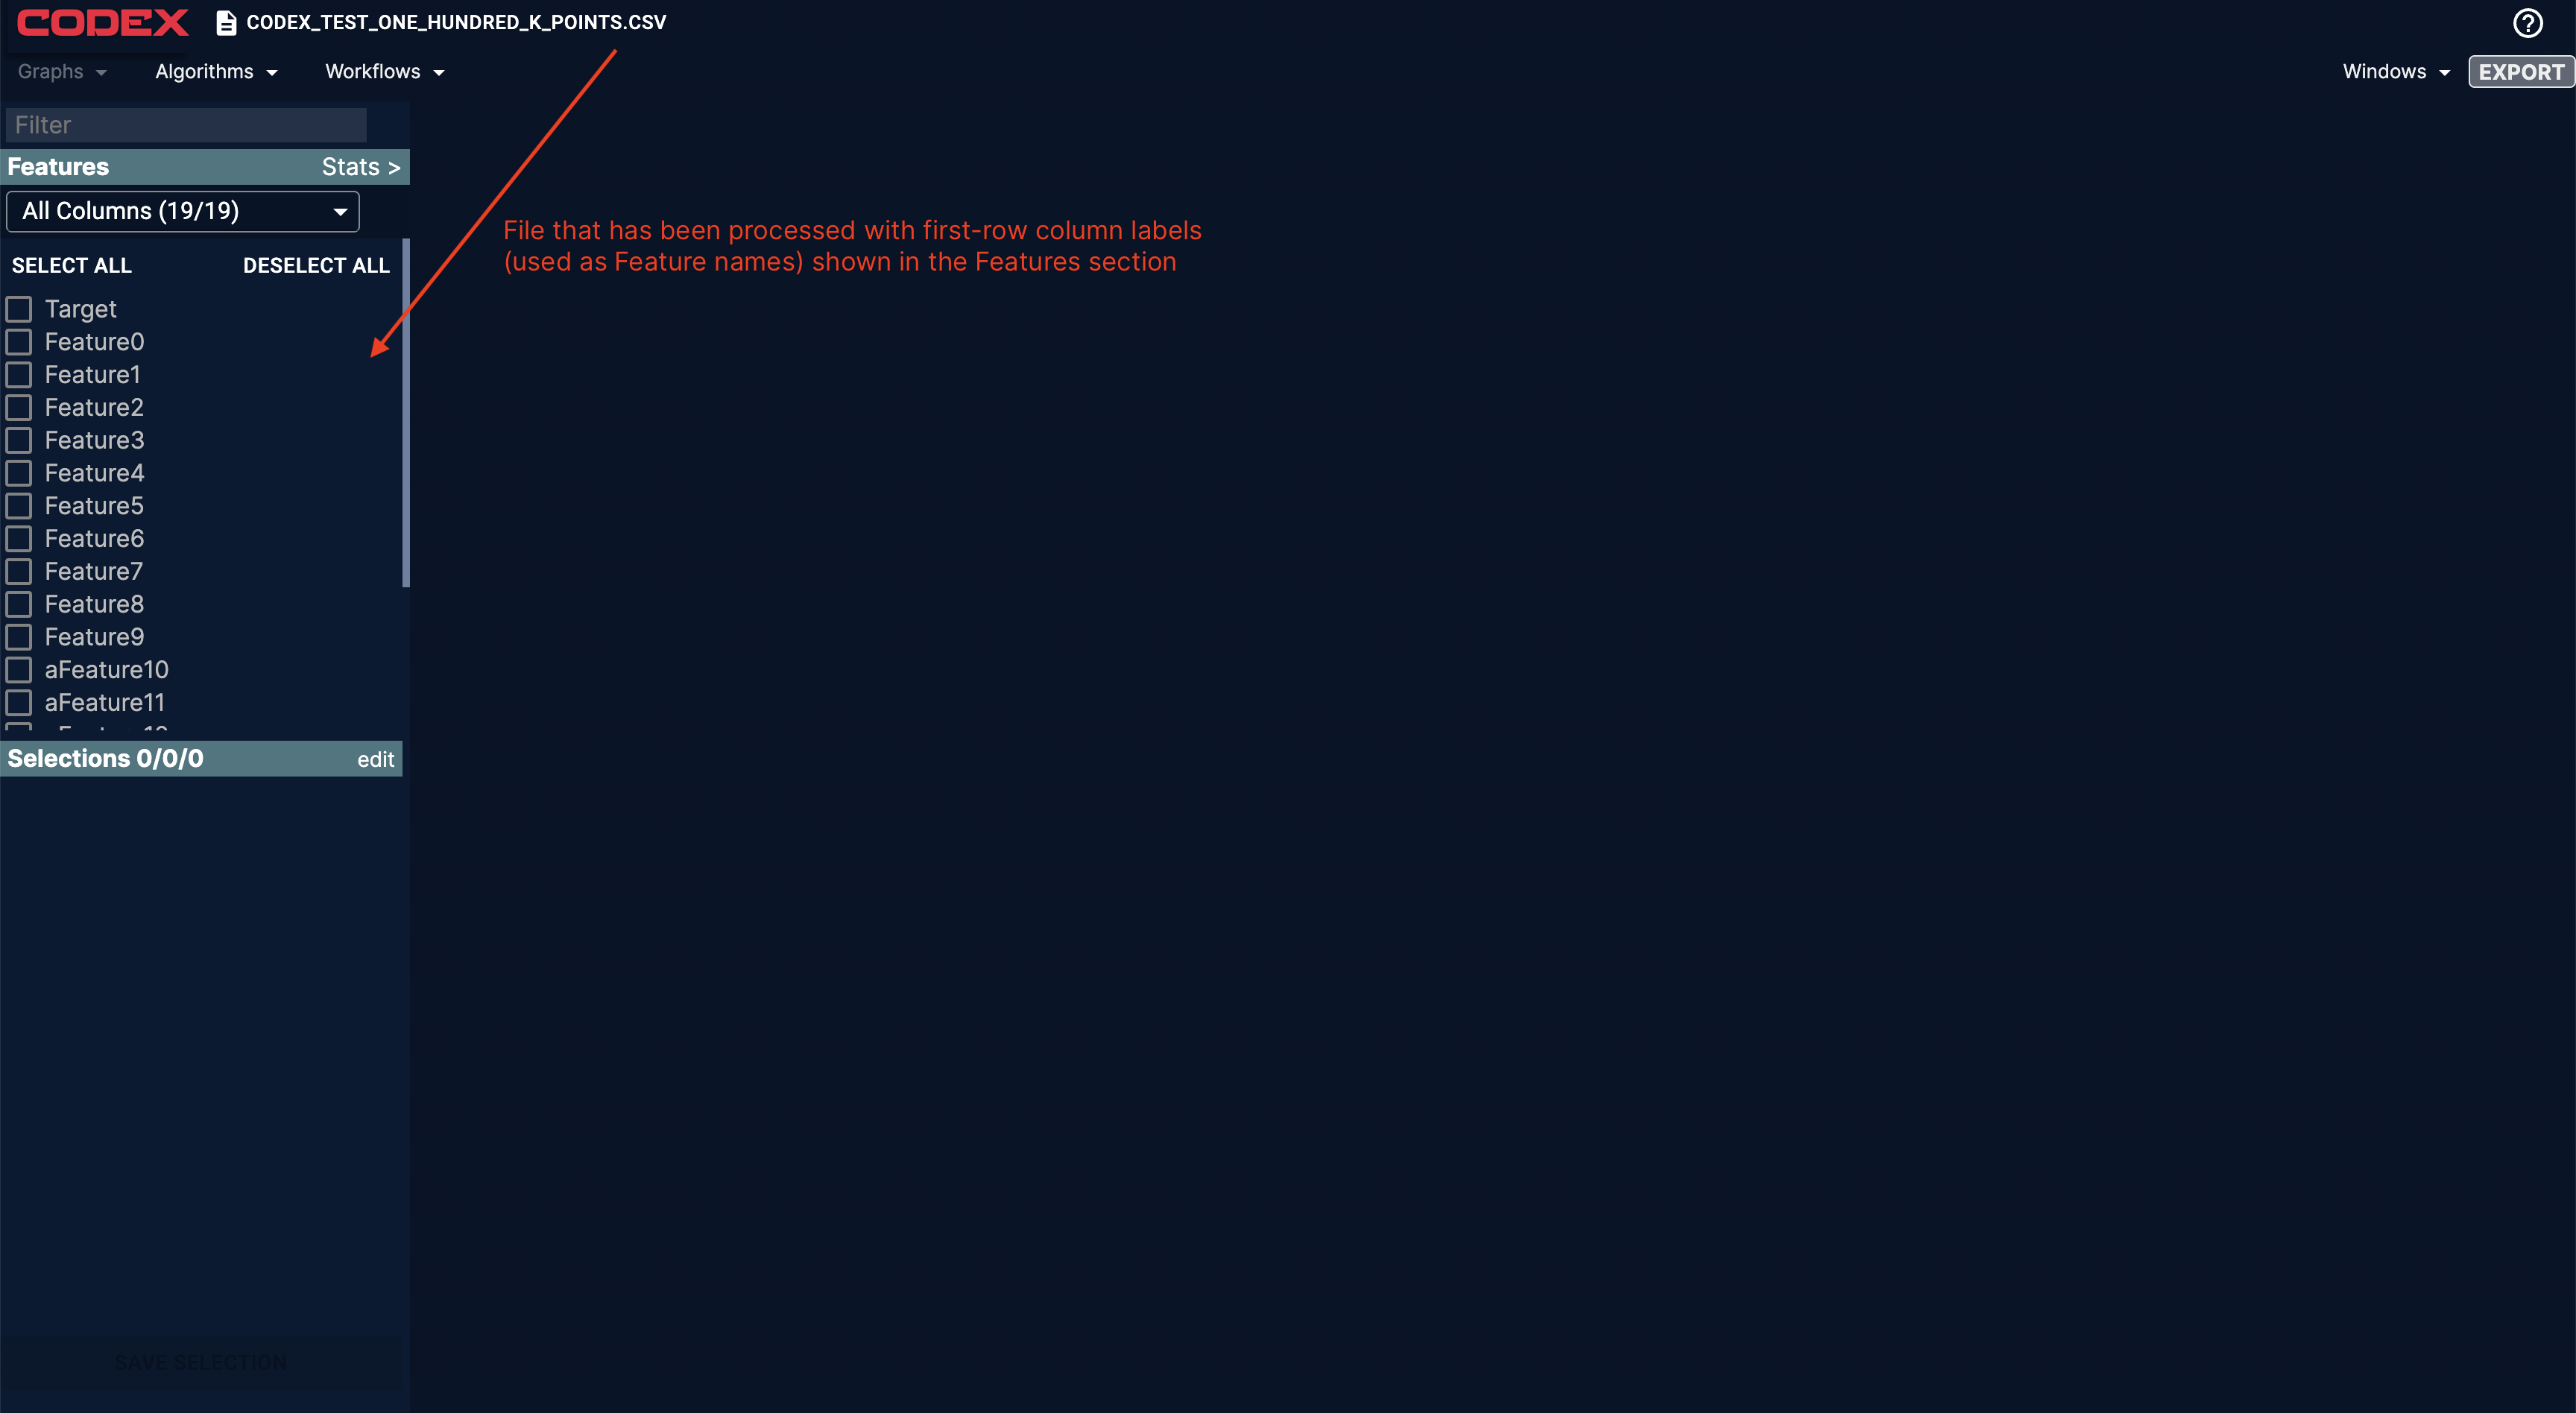 CODEX CODEX_TEST_ONE_HUNDRED_K_POINTS.CSV
Graphs Algorithms Workflows Windows EXPORT
Filter
Features Stats >
All Columns (19/19)
File that has been processed with first-row column labels
(used as Feature names) shown in the Features section
SELECT ALL DESELECT ALL
Target
Feature0
Feature1
Feature2
Feature3
Feature4
Feature5
Feature6
Feature7
Feature8
Feature9
aFeature10
aFeature11
Selections 0/0/0 edit
SAVE SELECTION